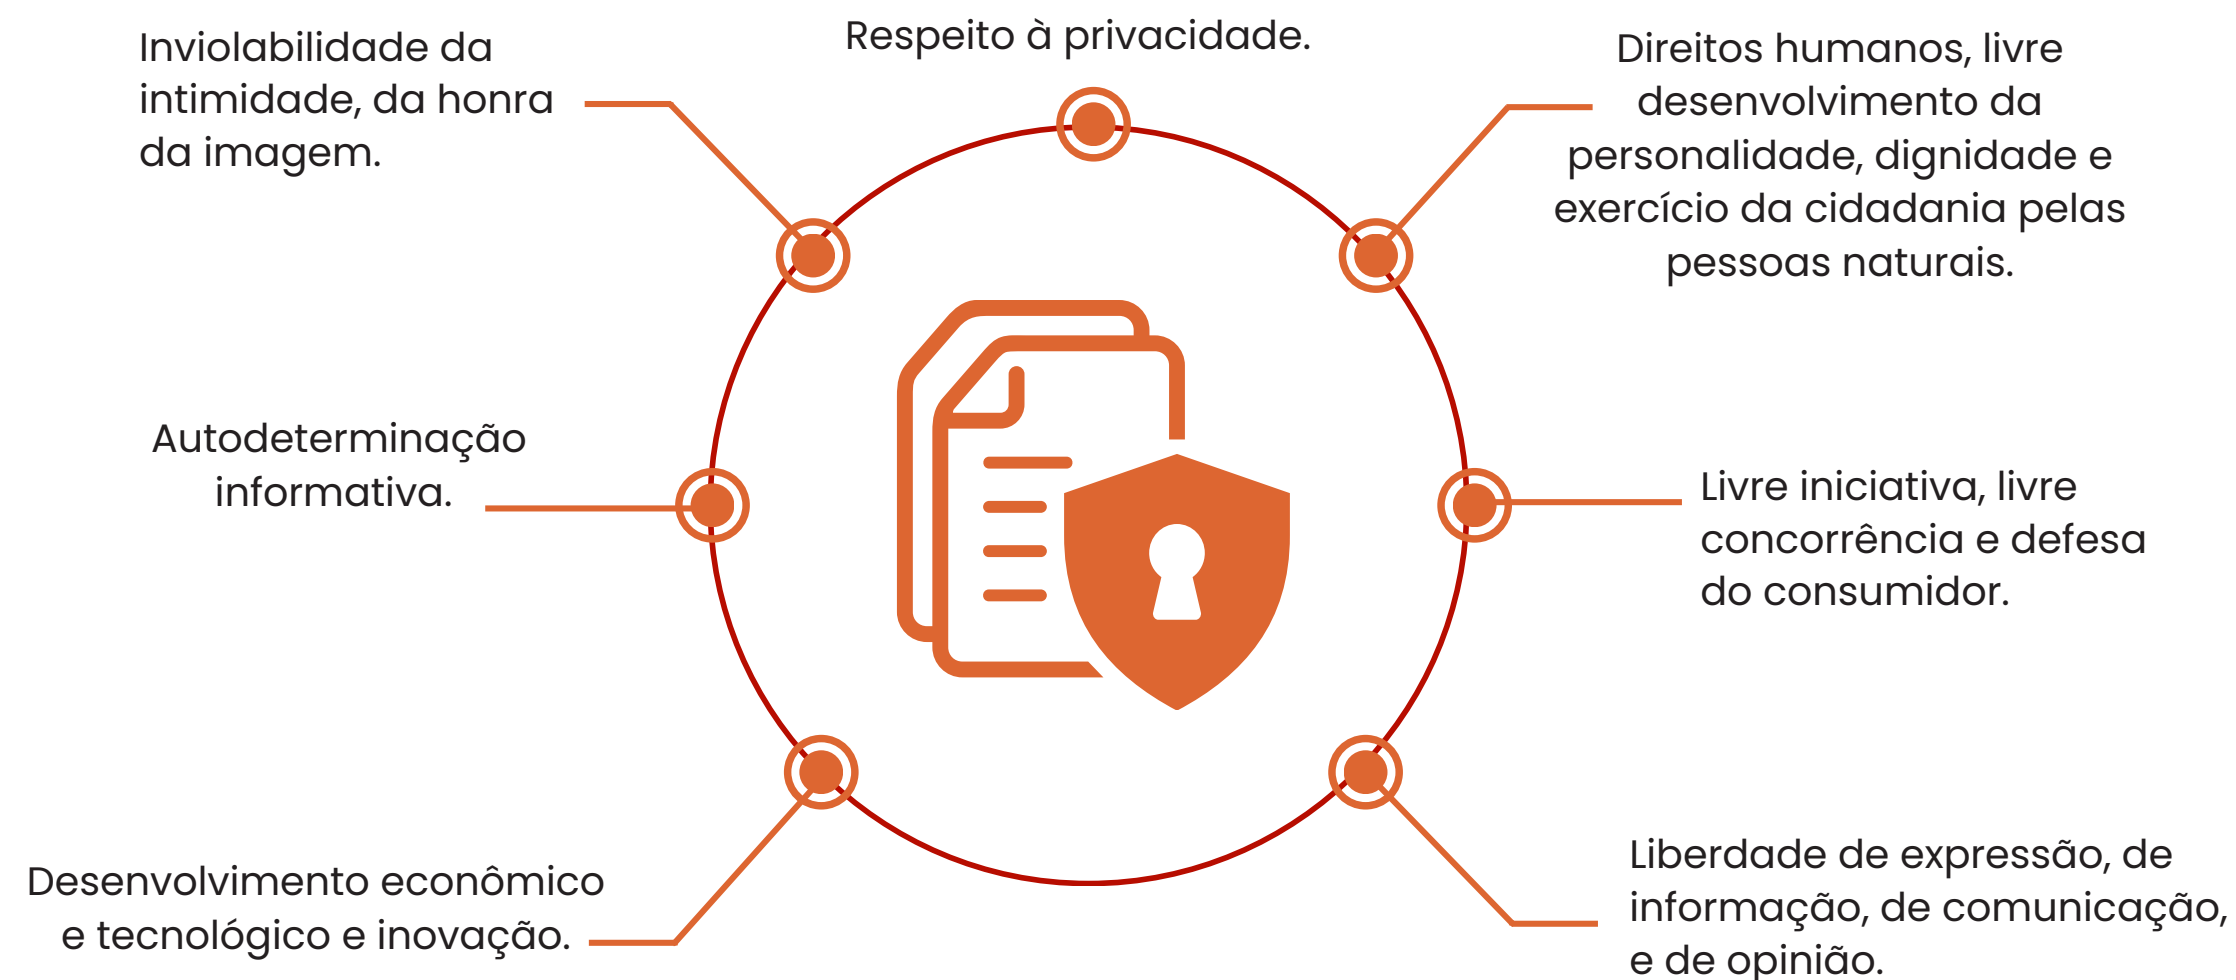 Respeito à privacidade.
Inviolabilidade da
intimidade, da honra
da imagem.
Direitos humanos, livre
desenvolvimento da
personalidade, dignidade e
exercício da cidadania pelas
pessoas naturais.
Autodeterminação
informativa.
Livre iniciativa, livre
concorrência e defesa
do consumidor.
Desenvolvimento econômico
e tecnológico e inovação.
Liberdade de expressão, de
informação, de comunicação,
e de opinião.